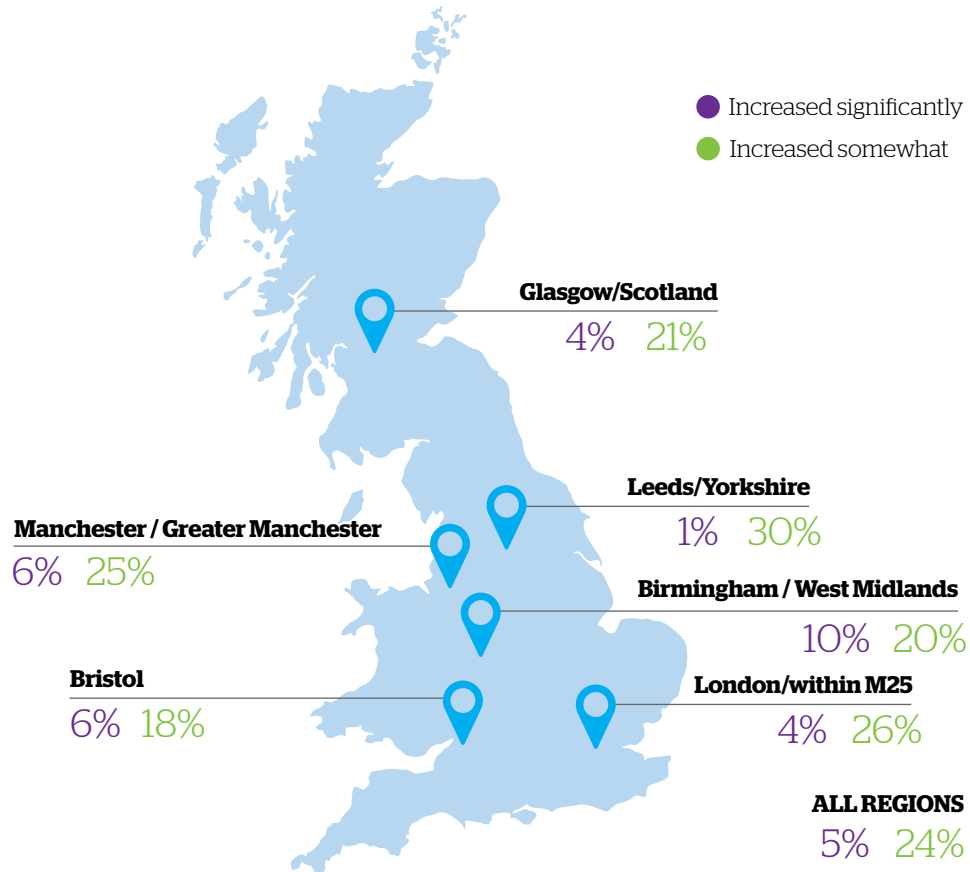 Increased significantly
Increased somewhat
Glasgow/Scotland
4% 21%
Leeds/Yorkshire
1% 30%
Manchester / Greater Manchester
6% 25%
Birmingham / West Midlands
10% 20%
Bristol
6% 18%
London/within M25
4% 26%
ALL REGIONS
5% 24%